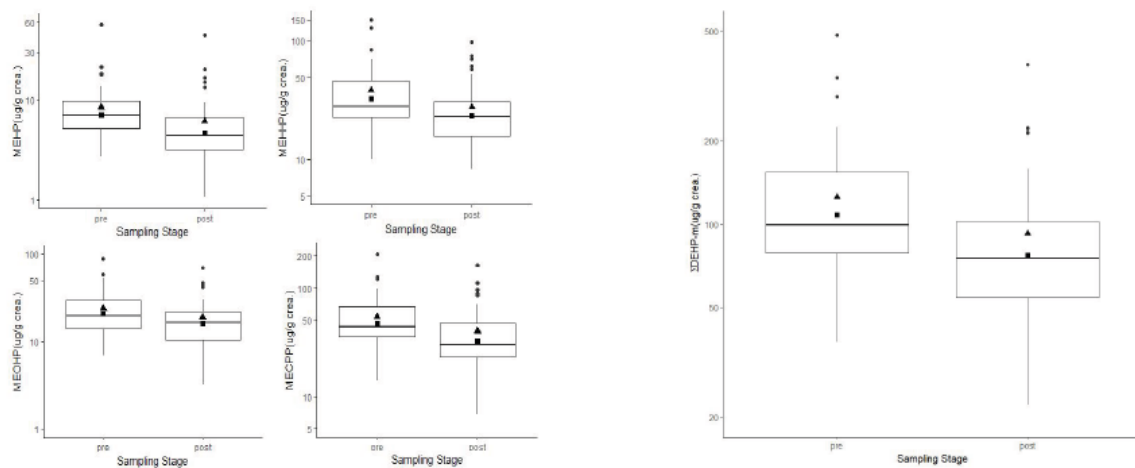 MEHP(ug/g crea.)
60
30
10
1
pre
post
Sampling Stage
MEHHP(ug/g crea.)
150
100
50
10
5
pre
post
Sampling Stage
MEOHP(ug/g crea.)
100
50
10
1
pre
post
Sampling Stage
MECPP(ug/g crea.)
200
100
50
10
5
pre
post
Sampling Stage
ΣDEHP-m(ug/g crea.)
500
200
100
50
20
pre
post
Sampling Stage